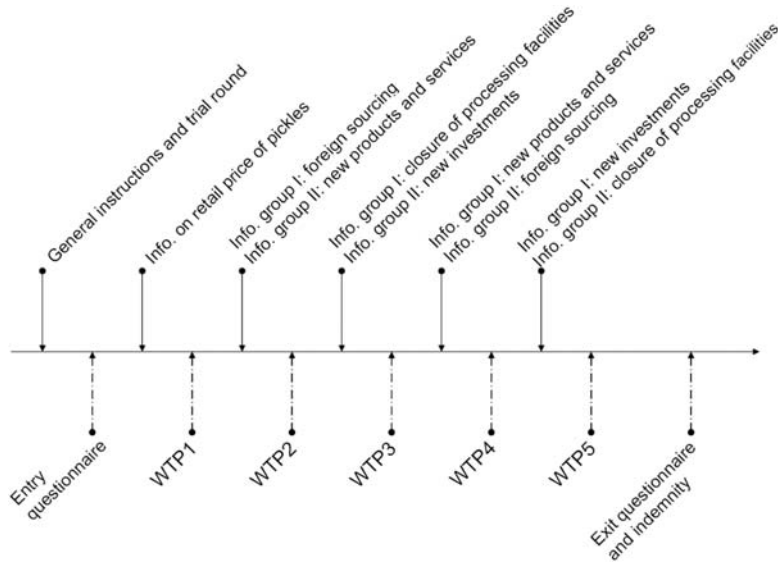 General instructions and trial round
Info. on retail price of pickles
Info. group I: foreign sourcing
Info. group II: new products and services
Info. group I: closure of processing facilities
Info. group II: new investments
Info. group I: new products and services
Info. group II: foreign sourcing
Info. group I: new investments
Info. group II: closure of processing facilities
Entry
questionnaire
WTP1
WTP2
WTP3
WTP4
WTP5
Exit questionnaire
and indemnity